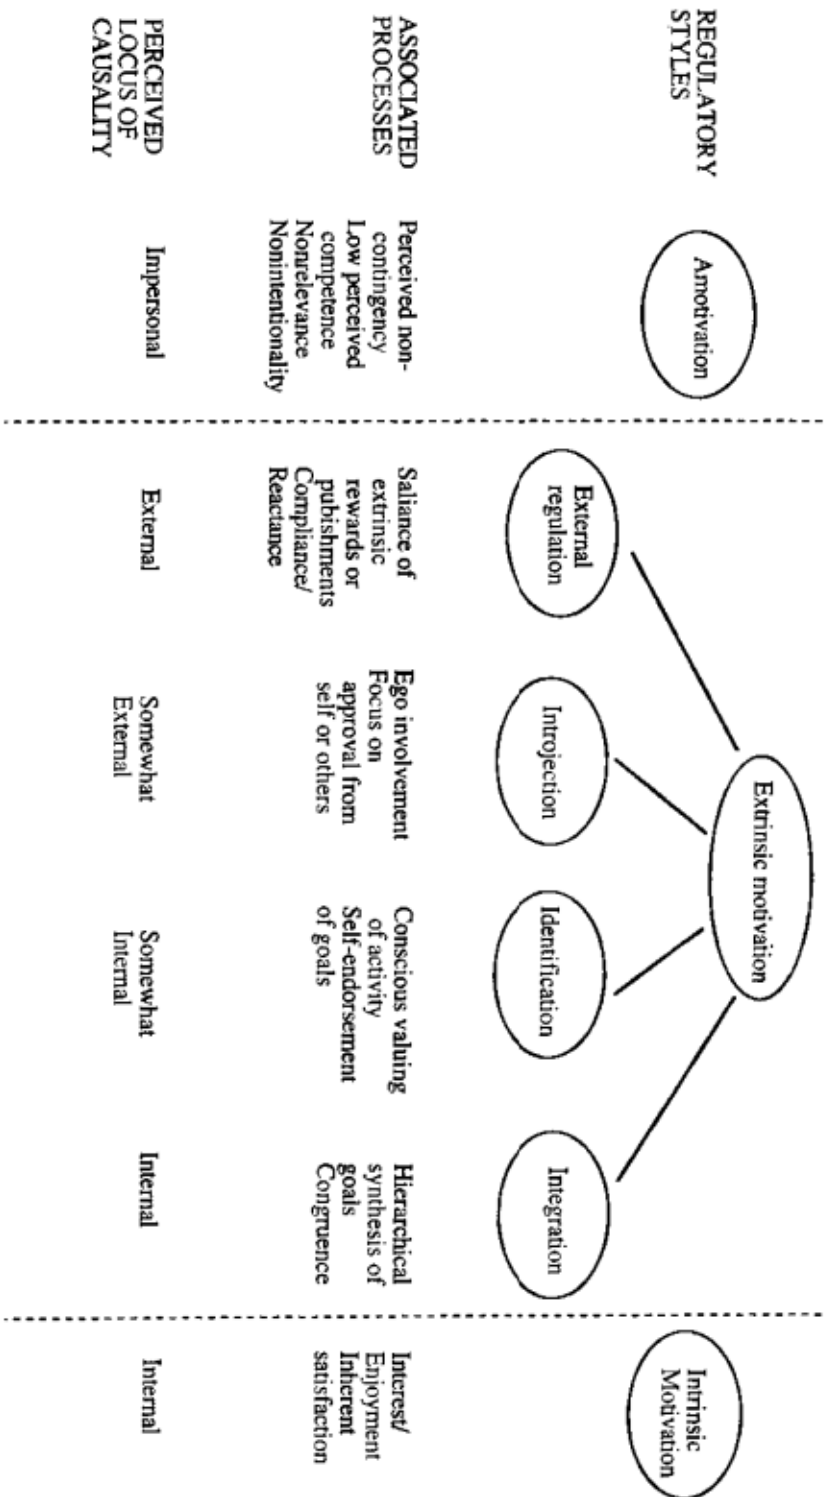 REGULATORY
STYLES
Amotivation
Extrinsic motivation
External
regulation
Introjection
Identification
Integration
Intrinsic
Motivation
ASSOCIATED
PROCESSES
Perceived non-
contingency
Low perceived
competence
Nonrelevance
Nonintentionality
Saliance of
extrinsic
rewards or
pubishments
Compliance/
Reactance
Ego involvement
Focus on
approval from
self or others
Conscious valuing
of activity
Self-endorsement
of goals
Hierarchical
synthesis of
goals
Congruence
Interest/
Enjoyment
Inherent
satisfaction
PERCEIVED
LOCUS OF
CAUSALITY
Impersonal
External
Somewhat
External
Somewhat
Internal
Internal
Internal